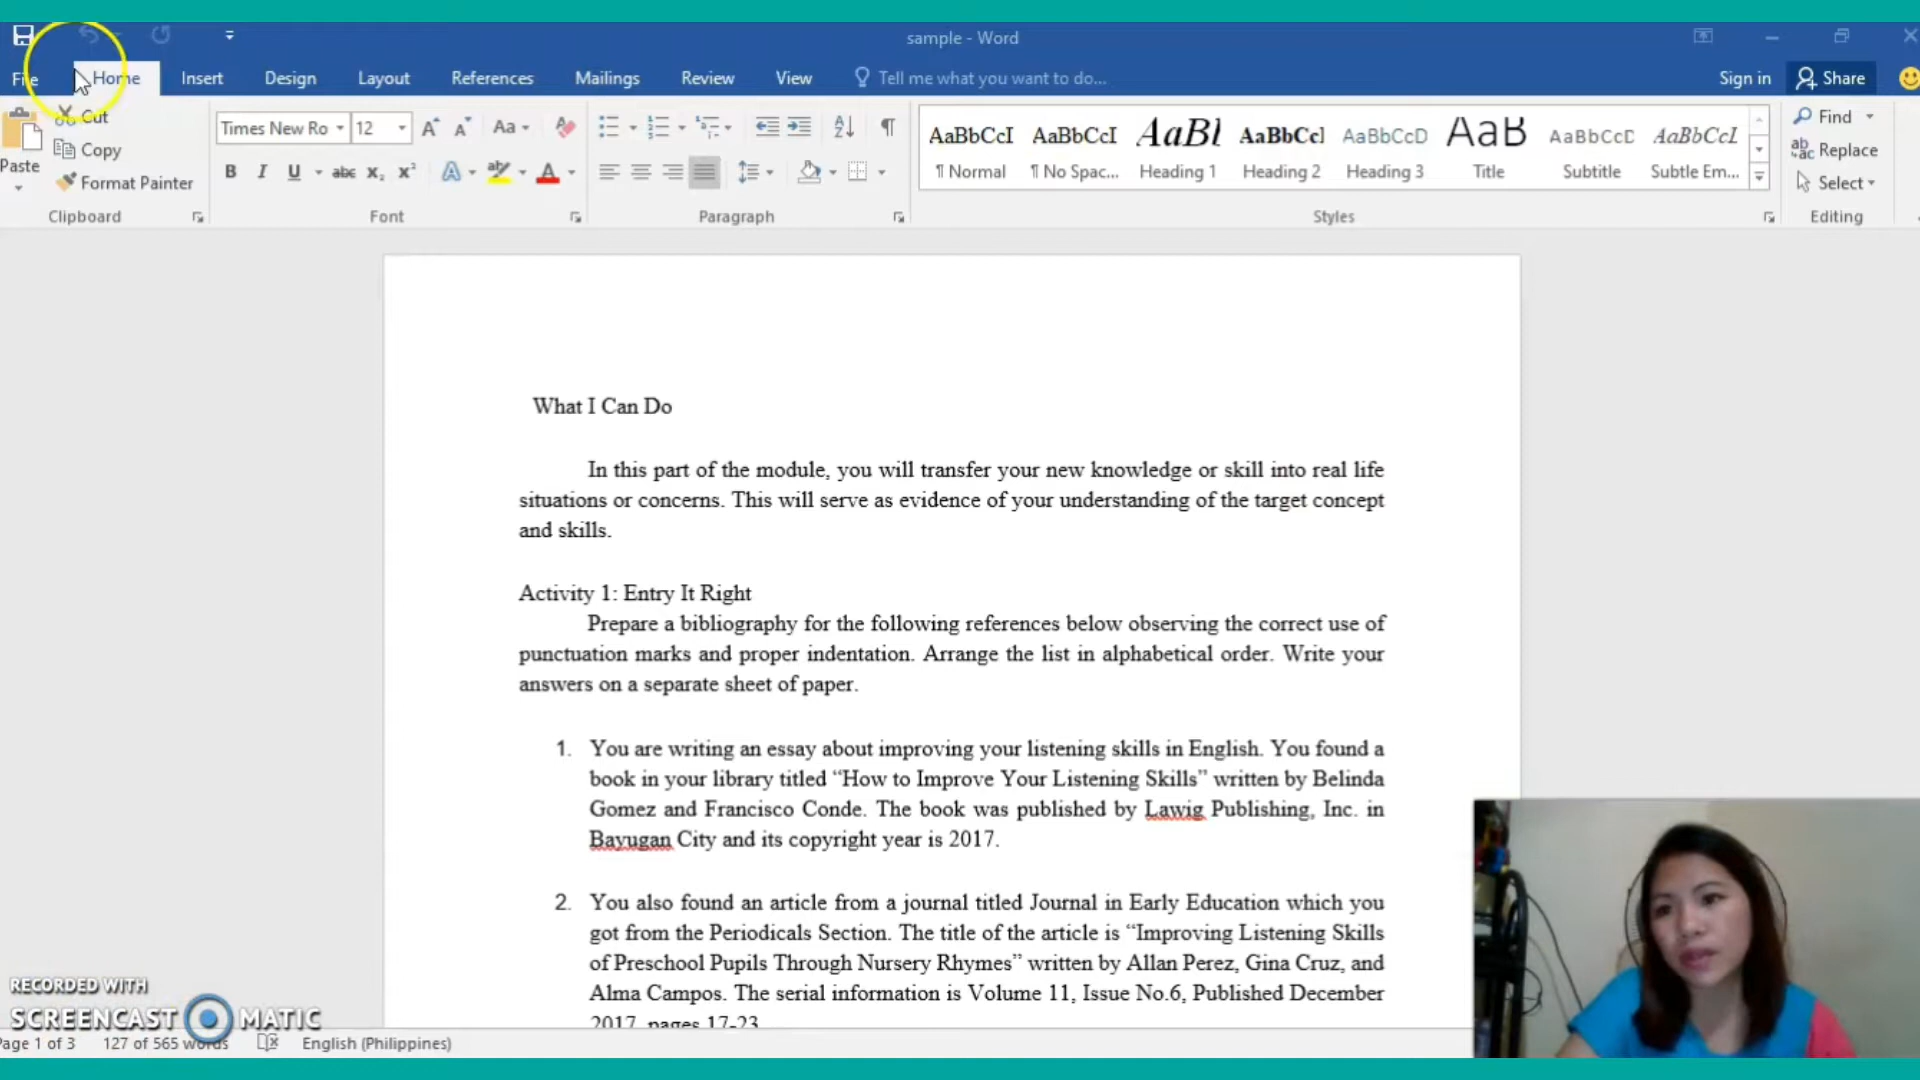 sample - Word
File Home Insert Design Layout References Mailings Review View Tell me what you want to do... Sign in Share
Cut
Copy
Format Painter
Paste
Clipboard
Times New Ro 12
Aa
B I U abc x₂ x²
Font
Paragraph
AaBbCcI AaBbCcI AaBl AaBbCcl AaBbCcD AaB AaBbCcD AaBbCcL
¶ Normal ¶ No Spac... Heading 1 Heading 2 Heading 3 Title Subtitle Subtle Em...
Styles
Find
Replace
Select
Editing
What I Can Do
In this part of the module, you will transfer your new knowledge or skill into real life
situations or concerns. This will serve as evidence of your understanding of the target concept
and skills.
Activity 1: Entry It Right
Prepare a bibliography for the following references below observing the correct use of
punctuation marks and proper indentation. Arrange the list in alphabetical order. Write your
answers on a separate sheet of paper.
1. You are writing an essay about improving your listening skills in English. You found a
book in your library titled “How to Improve Your Listening Skills” written by Belinda
Gomez and Francisco Conde. The book was published by Lawig Publishing, Inc. in
Bayugan City and its copyright year is 2017.
2. You also found an article from a journal titled Journal in Early Education which you
got from the Periodicals Section. The title of the article is “Improving Listening Skills
of Preschool Pupils Through Nursery Rhymes” written by Allan Perez, Gina Cruz, and
Alma Campos. The serial information is Volume 11, Issue No.6, Published December
2017, pages 17-23
RECORDED WITH
SCREENCAST MATIC
age 1 of 3 127 of 565 words English (Philippines)